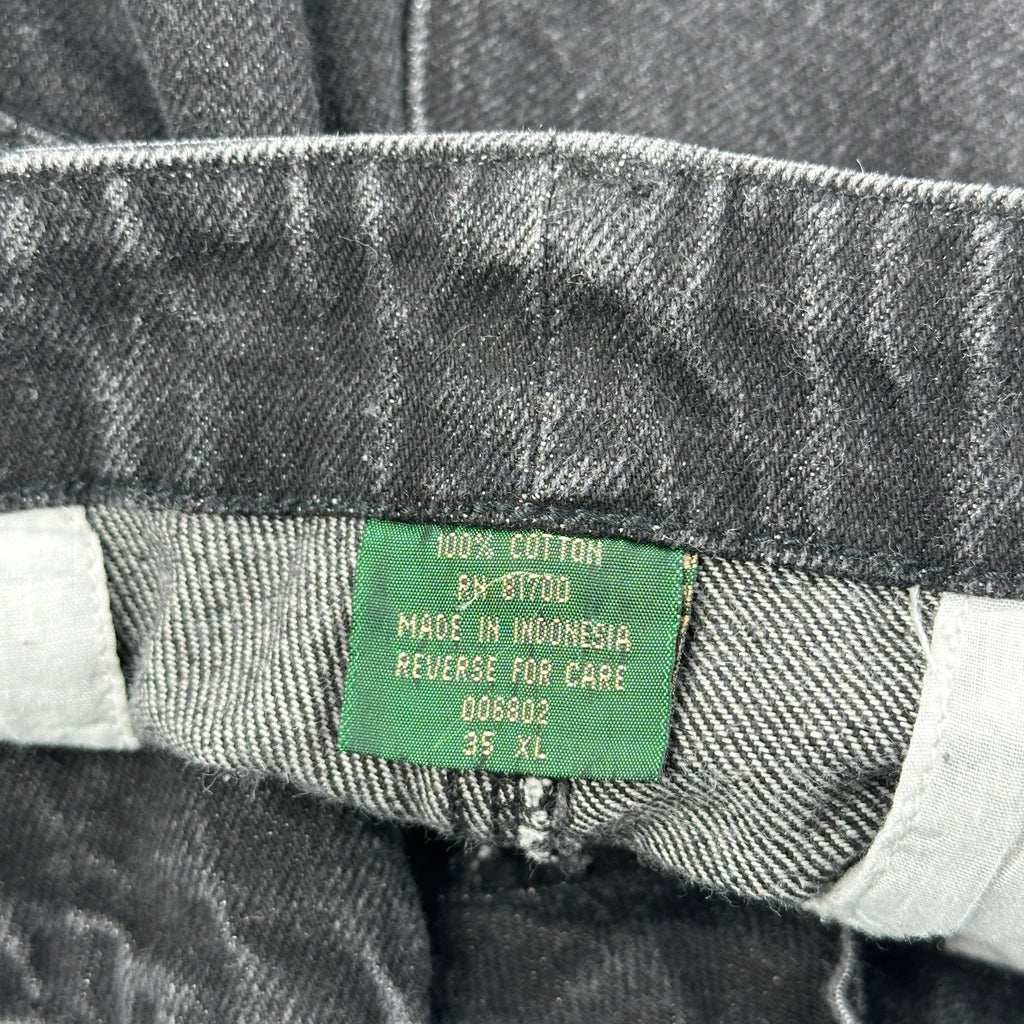 100% COTTON
RN 81700
MADE IN INDONESIA
REVERSE FOR CARE
006802
35 XL